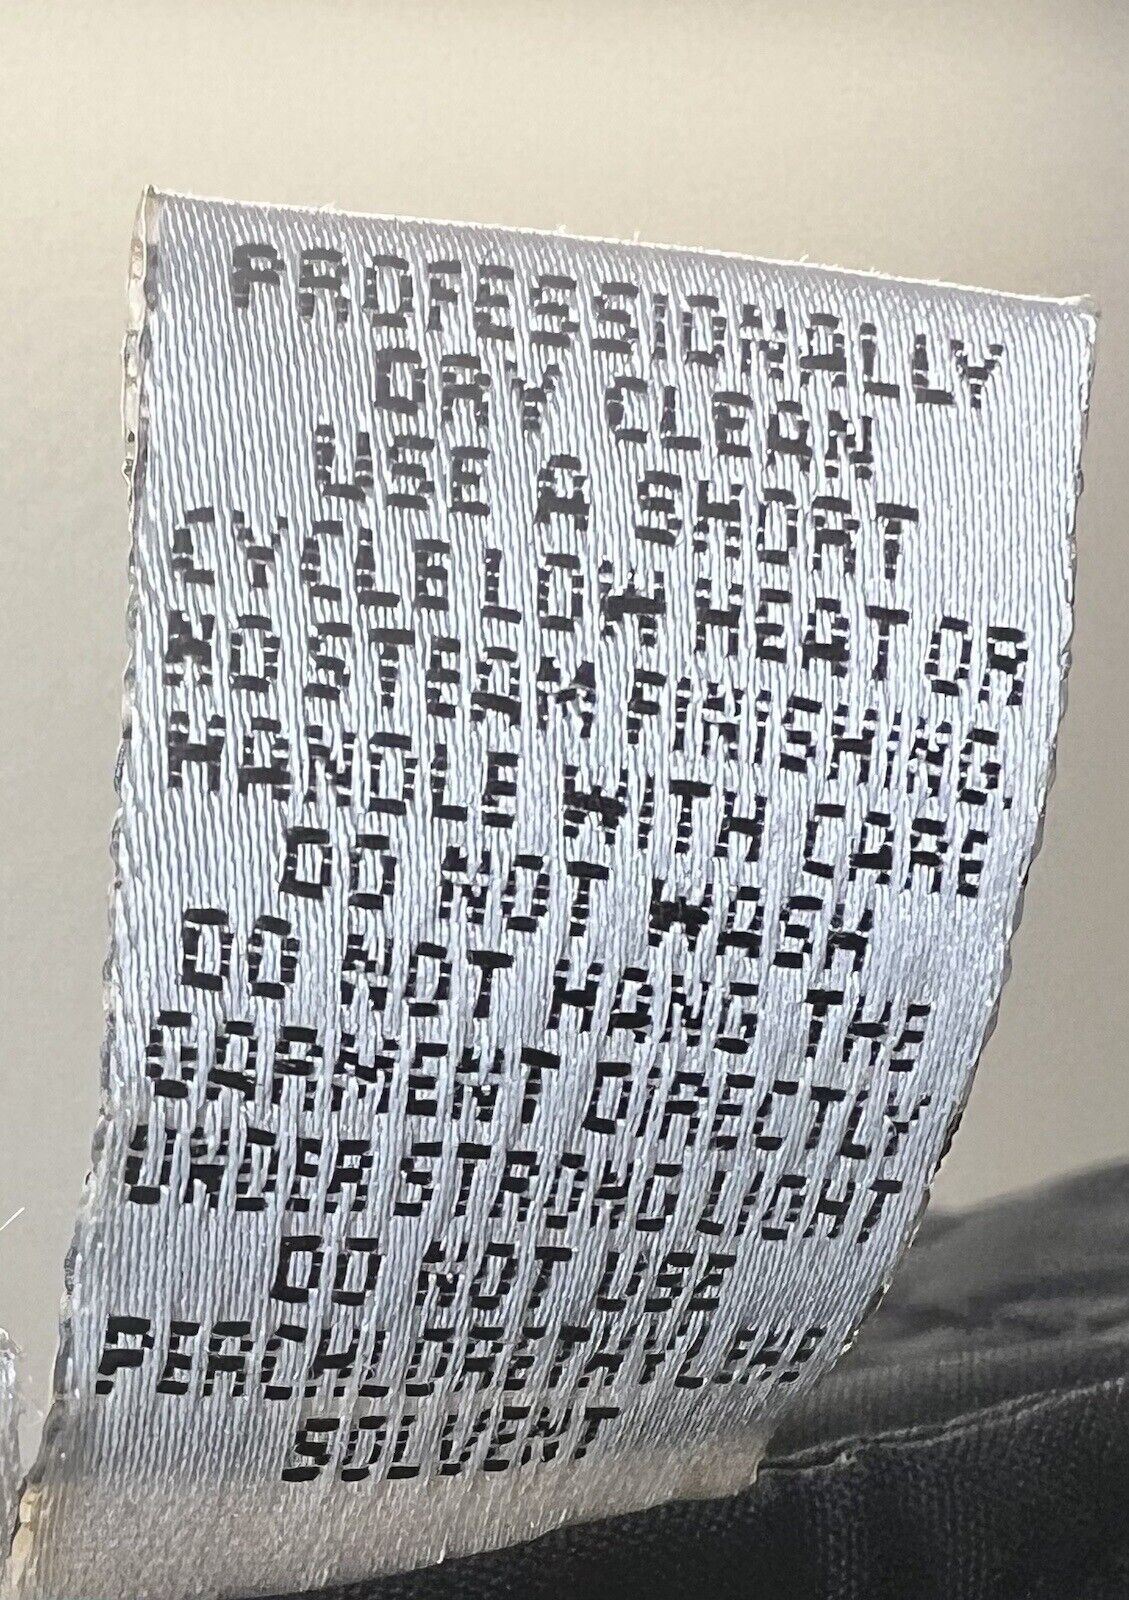 PROFESSIONALLY
DRY CLEAN
USE A SHORT
CYCLE LOW HEAT OR
NO STEAM FINISHING.
HANDLE WITH CARE
DO NOT WASH
DO NOT HANG THE
GARMENT DIRECTLY
UNDER STRONG LIGHT
DO NOT USE
PERCHLORETHYLENE
SOLVENT